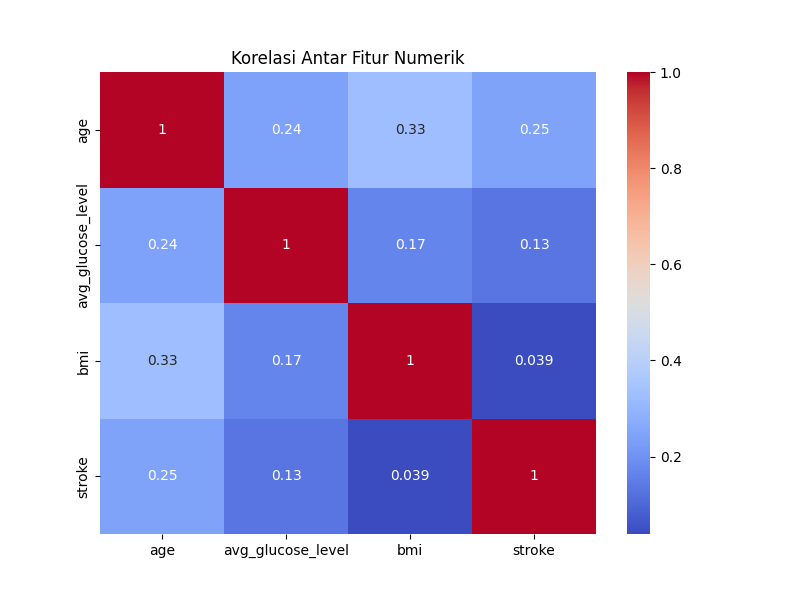 Korelasi Antar Fitur Numerik
age
1
0.24
0.33
0.25
avg_glucose_level
0.24
1
0.17
0.13
bmi
0.33
0.17
1
0.039
stroke
0.25
0.13
0.039
1
age
avg_glucose_level
bmi
stroke
1.0
0.8
0.6
0.4
0.2